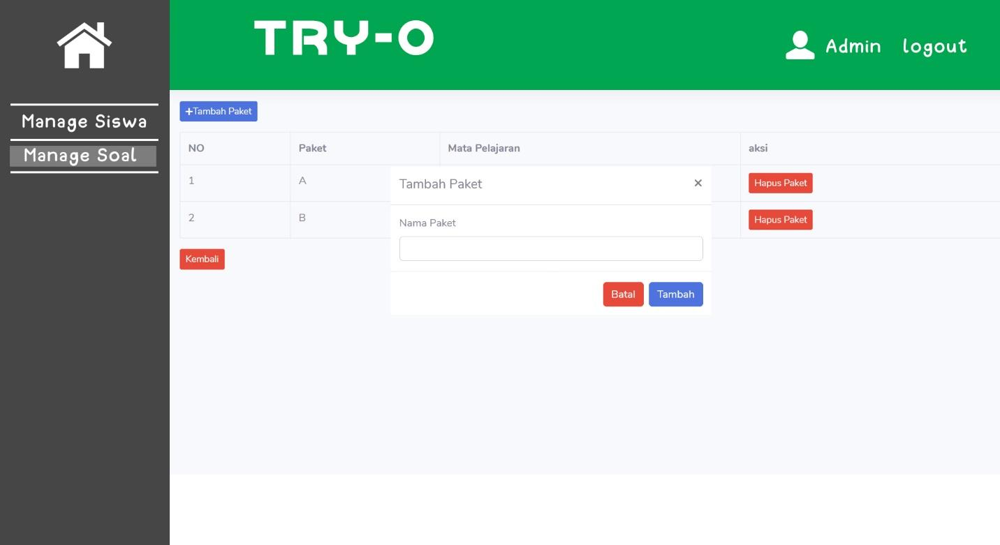 TRY-O
Admin logout
Manage Siswa
Manage Soal
+Tambah Paket
NO Paket Mata Pelajaran aksi
1 A Hapus Paket
2 B Hapus Paket
Kembali
Tambah Paket ×
Nama Paket
Batal Tambah